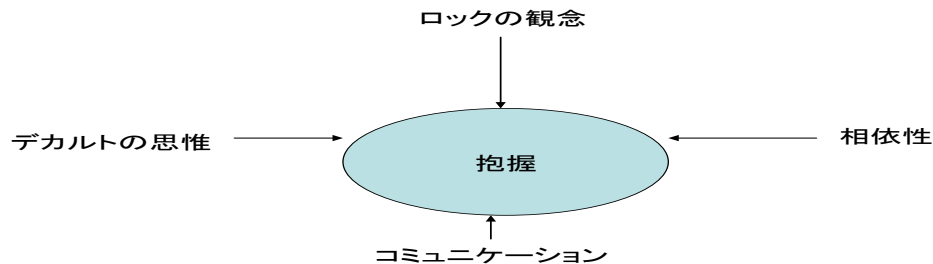 ロックの観念
デカルトの思惟
相依性
抱握
コミュニケーション